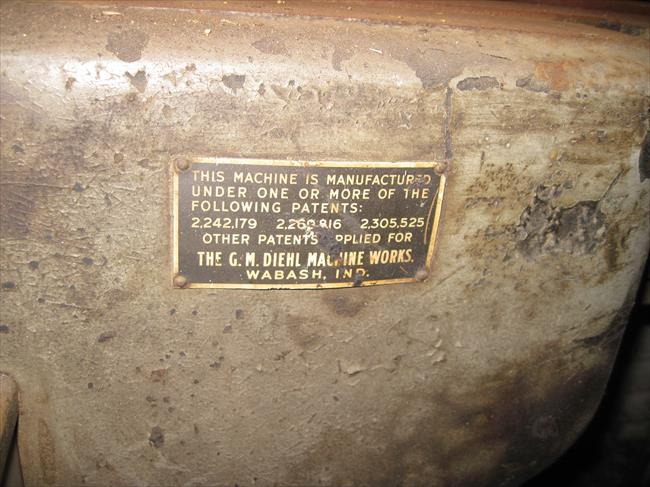 THIS MACHINE IS MANUFACTURED
UNDER ONE OR MORE OF THE
FOLLOWING PATENTS:
2,242,179 2,305,525
OTHER PATENTS APPLIED FOR
THE G. M. DIEHL MACHINE WORKS.
WABASH, IND.